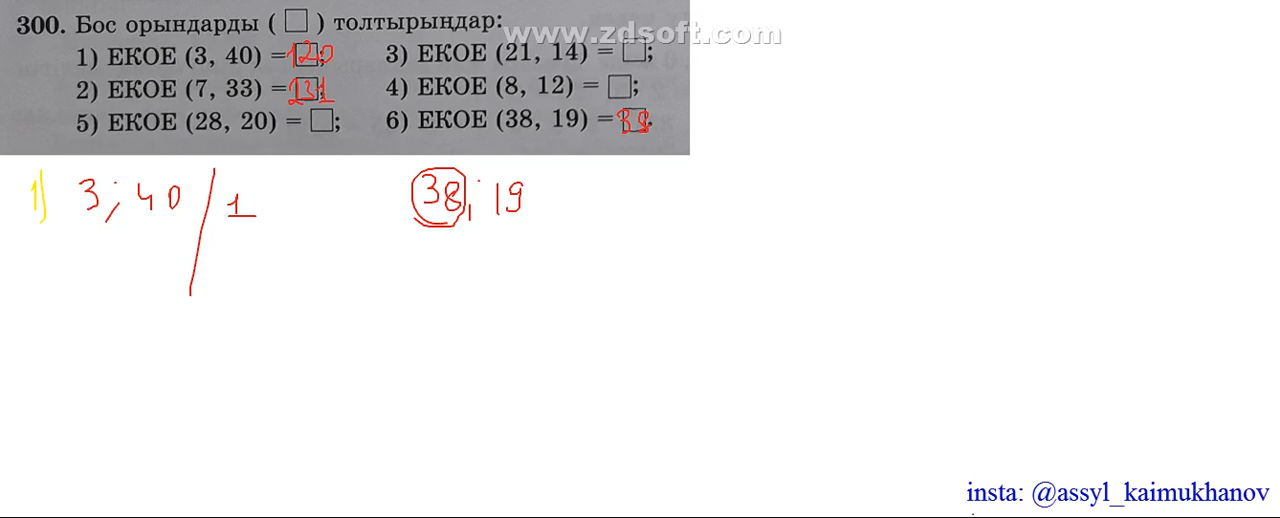 300. Бос орындарды ( □ ) толтырыңдар:
www.zdsoft.com
1) ЕКОЕ (3, 40) = 120;
3) ЕКОЕ (21, 14) = □;
2) ЕКОЕ (7, 33) = 231;
4) ЕКОЕ (8, 12) = □;
5) ЕКОЕ (28, 20) = □;
6) ЕКОЕ (38, 19) = 38.
1) 3; 40 / 1
38; 19
insta: @assyl_kaimukhanov